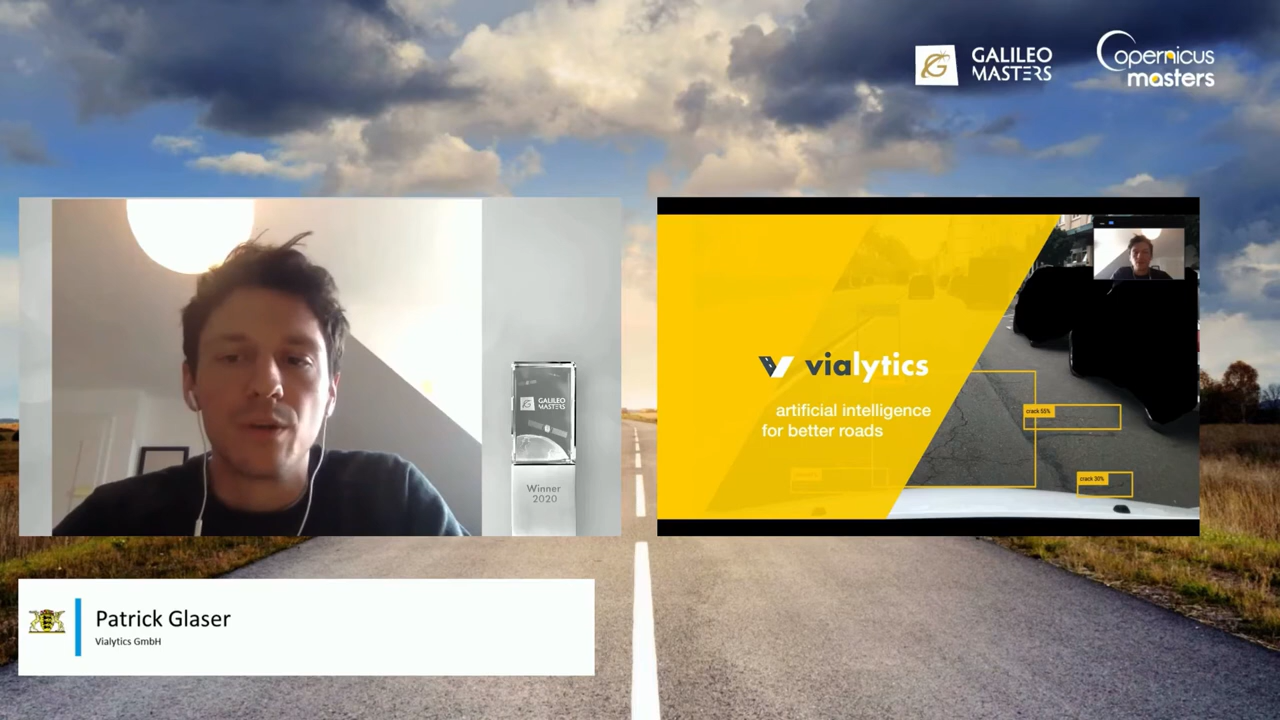 GALILEO
MASTERS
Copernicus
masters
GALILEO
MASTERS
Winner
2020
vialytics
artificial intelligence
for better roads
crack 55%
crack 30%
Patrick Glaser
Vialytics GmbH